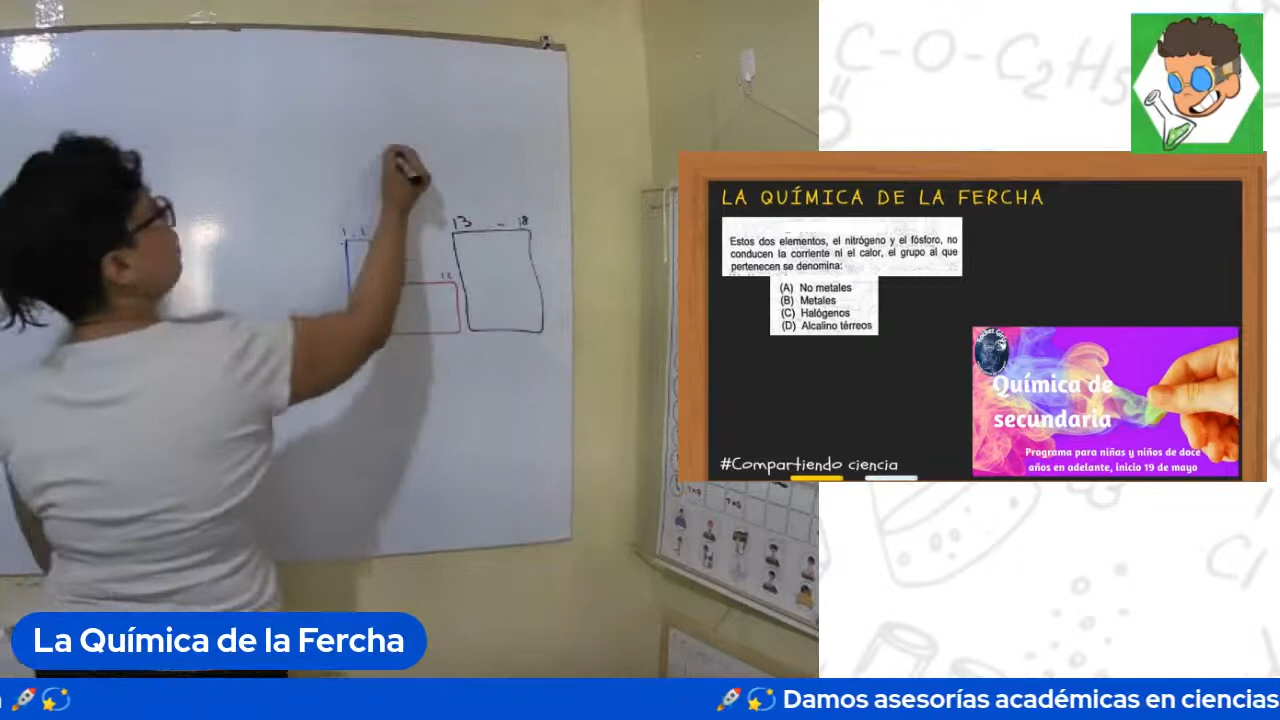 C-O-C2H5
O
LA QUÍMICA DE LA FERCHA
Estos dos elementos, el nitrógeno y el fósforo, no
conducen la corriente ni el calor, el grupo al que
pertenecen se denomina:
(A) No metales
(B) Metales
(C) Halógenos
(D) Alcalino térreos
13 - 18
12
Química de
secundaria
Programa para niñas y niños de doce
años en adelante, inicio 19 de mayo
#Compartiendo ciencia
Cl
La Química de la Fercha
🚀 💫
🚀 💫 Damos asesorías académicas en ciencias